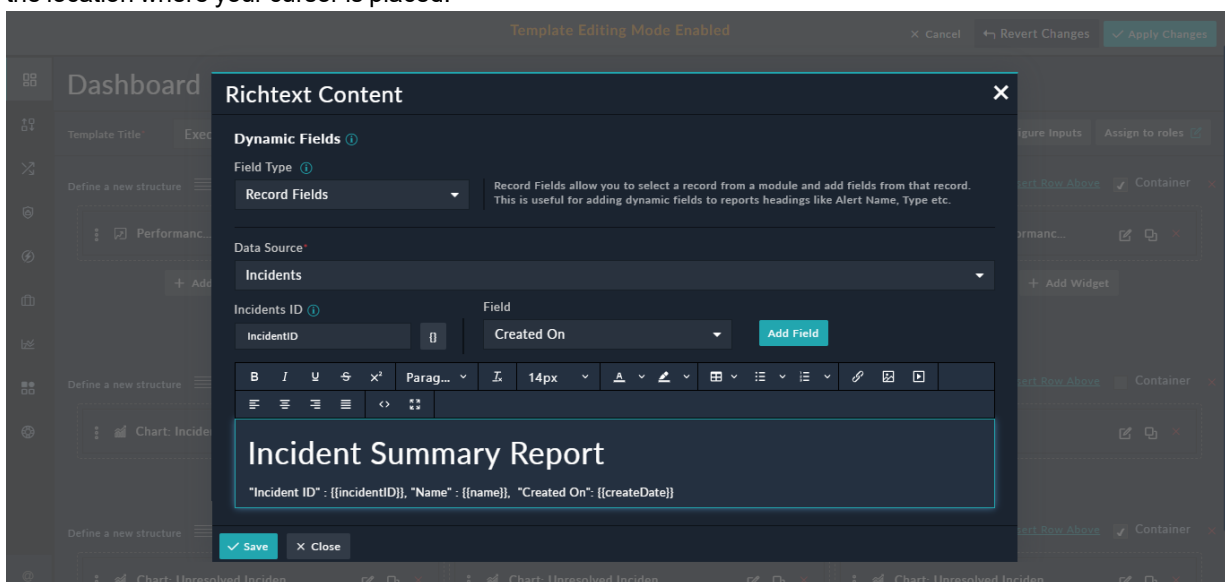 the location where your career is placed.
Template Editing Mode Enabled
× Cancel
Revert Changes
Apply Changes
Dashboard
Richtext Content
Template Title
Exec
Dynamic Fields
igure Inputs
Assign to roles
Field Type
Record Fields
Record Fields allow you to select a record from a module and add fields from that record.
This is useful for adding dynamic fields to reports headings like Alert Name, Type etc.
Define a new structure
ert Row Above
Container
Performanc...
ormanc...
Data Source*
Incidents
+ Add
+ Add Widget
Incidents ID
Field
IncidentID
{}
Created On
Add Field
B I U S x² Parag... Tx 14px A
Define a new structure
ert Row Above
Container
Chart: Incide
Incident Summary Report
"Incident ID" : {{incidentID}}, "Name" : {{name}}, "Created On": {{createDate}}
Define a new structure
ert Row Above
Container
Save
× Close
Chart: Unresolved Inciden
Chart: Unresolved Inciden
Chart: Unresolved Inciden